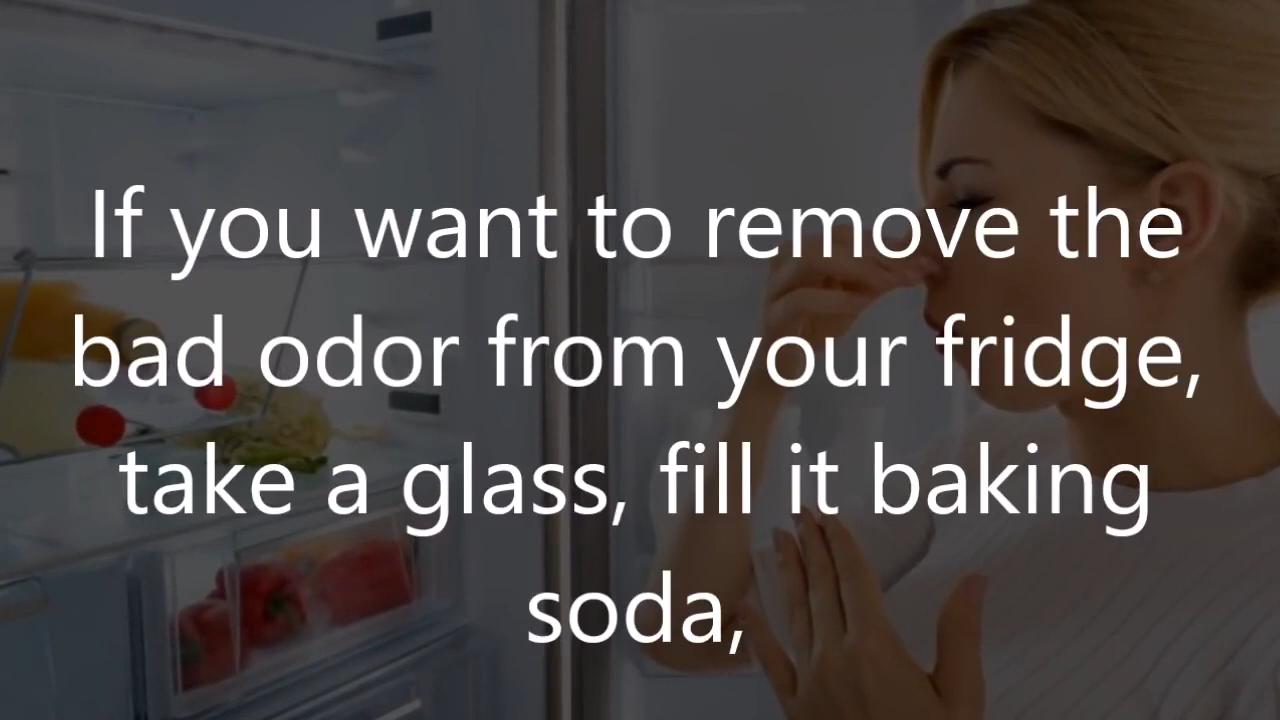 If you want to remove the
bad odor from your fridge,
take a glass, fill it baking
soda,